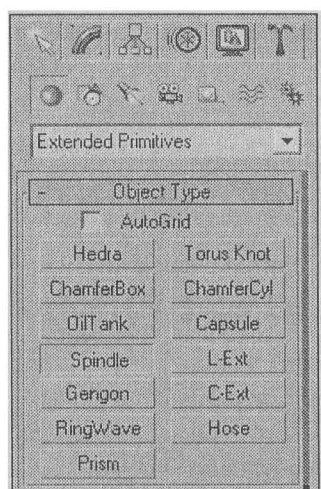 Extended Primitives
- Object Type
AutoGrid
Hedra Torus Knot
ChamferBox ChamferCyl
OilTank Capsule
Spindle L-Ext
Gengon C-Ext
RingWave Hose
Prism